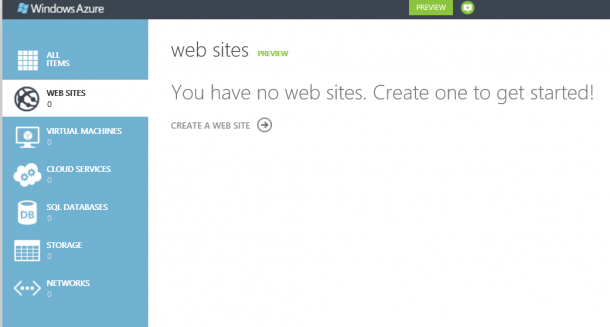 Windows Azure
PREVIEW
ALL
ITEMS
WEB SITES
0
VIRTUAL MACHINES
0
CLOUD SERVICES
0
DB
SQL DATABASES
0
STORAGE
0
NETWORKS
0
web sites PREVIEW
You have no web sites. Create one to get started!
CREATE A WEB SITE